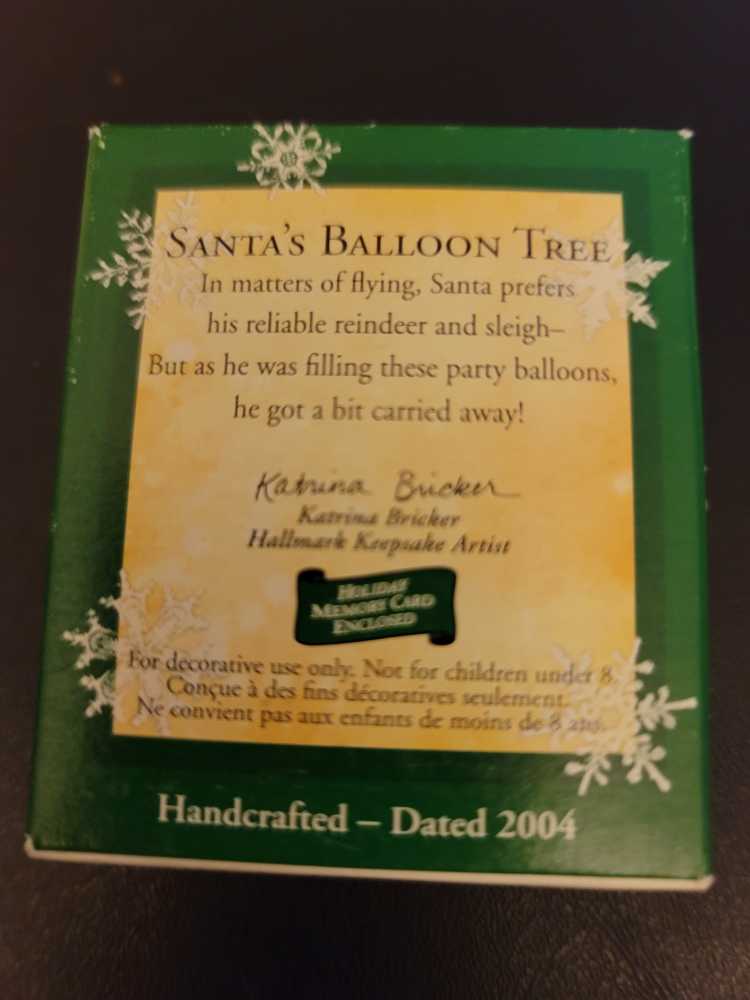 SANTA'S BALLOON TREE
In matters of flying, Santa prefers
his reliable reindeer and sleigh–
But as he was filling these party balloons,
he got a bit carried away!
Katrina Bricker
Katrina Bricker
Hallmark Keepsake Artist
HOLIDAY
MEMORY CARD
ENCLOSED
For decorative use only. Not for children under 8.
Conçue à des fins décoratives seulement.
Ne convient pas aux enfants de moins de 8 ans.
Handcrafted – Dated 2004